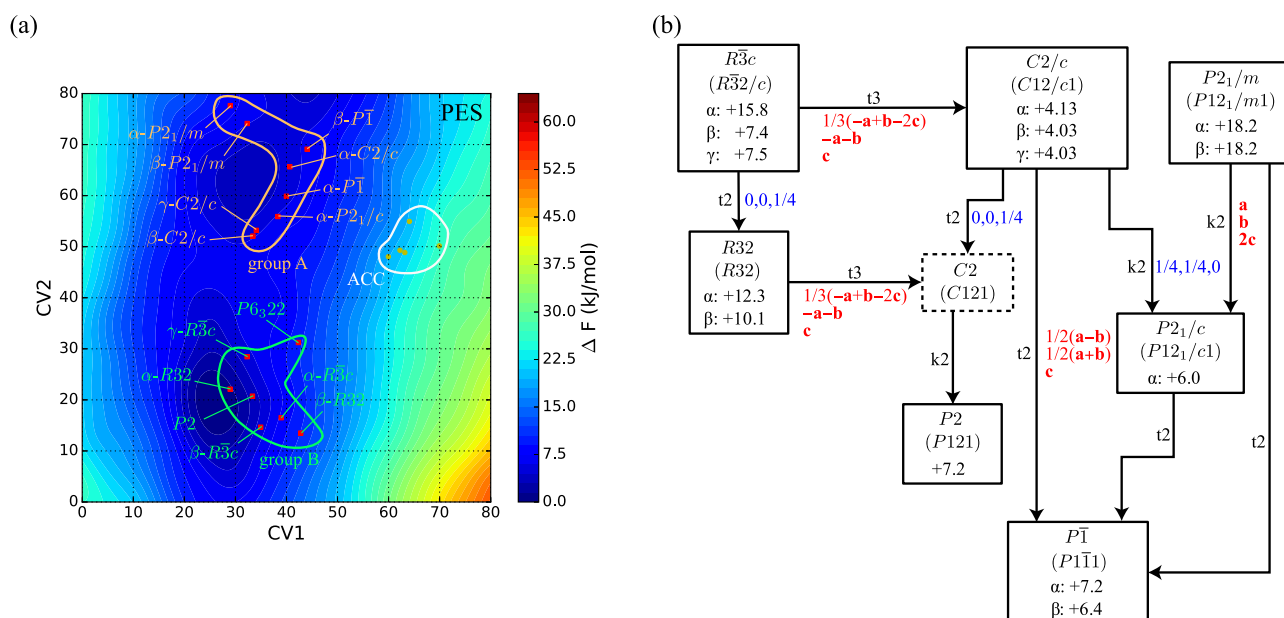 (a)
PES
80
70
60
50
40
30
20
10
0
CV2
0 10 20 30 40 50 60 70 80
CV1
α-P2₁/m
β-P2₁/m
β-P1̅
α-C2/c
α-P1̅
γ-C2/c
α-P2₁/c
β-C2/c
group A
ACC
P6₃22
γ-R3̅c
α-R32
α-R3̅c
P2
β-R32
β-R3̅c
group B
60.0
52.5
45.0
37.5
30.0
22.5
15.0
7.5
0.0
Δ F (kJ/mol)
(b)
R3̅c
(R3̅2/c)
α: +15.8
β: +7.4
γ: +7.5
t3
1/3(-a+b-2c)
-a-b
c
C2/c
(C12/c1)
α: +4.13
β: +4.03
γ: +4.03
P2₁/m
(P12₁/m1)
α: +18.2
β: +18.2
t2
0,0,1/4
t2
0,0,1/4
k2
a
b
2c
R32
(R32)
α: +12.3
β: +10.1
t3
1/3(-a+b-2c)
-a-b
c
C2
(C121)
k2
1/4,1/4,0
k2
t2
1/2(a-b)
1/2(a+b)
c
P2₁/c
(P12₁/c1)
α: +6.0
P2
(P121)
+7.2
t2
t2
P1̅
(P11̅1)
α: +7.2
β: +6.4